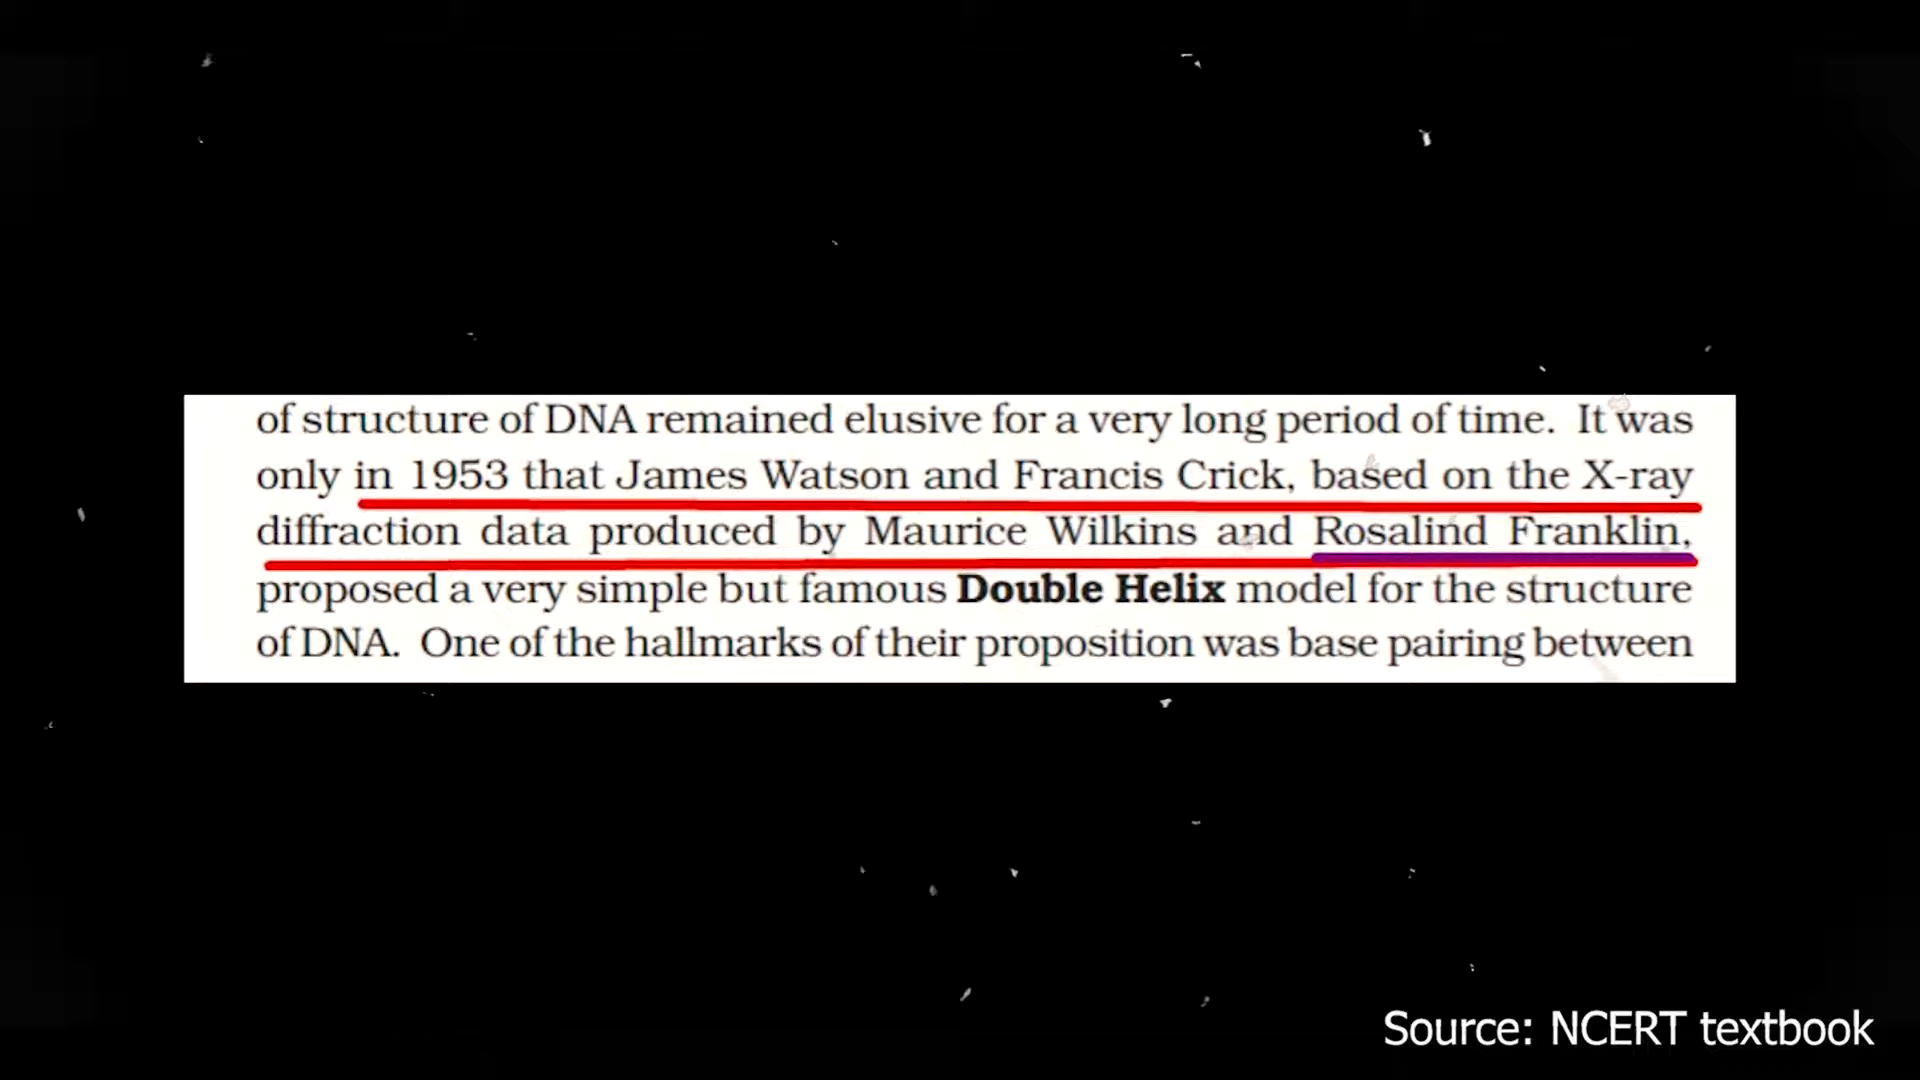 of structure of DNA remained elusive for a very long period of time. It was
only in 1953 that James Watson and Francis Crick, based on the X-ray
diffraction data produced by Maurice Wilkins and Rosalind Franklin,
proposed a very simple but famous Double Helix model for the structure
of DNA. One of the hallmarks of their proposition was base pairing between
Source: NCERT textbook